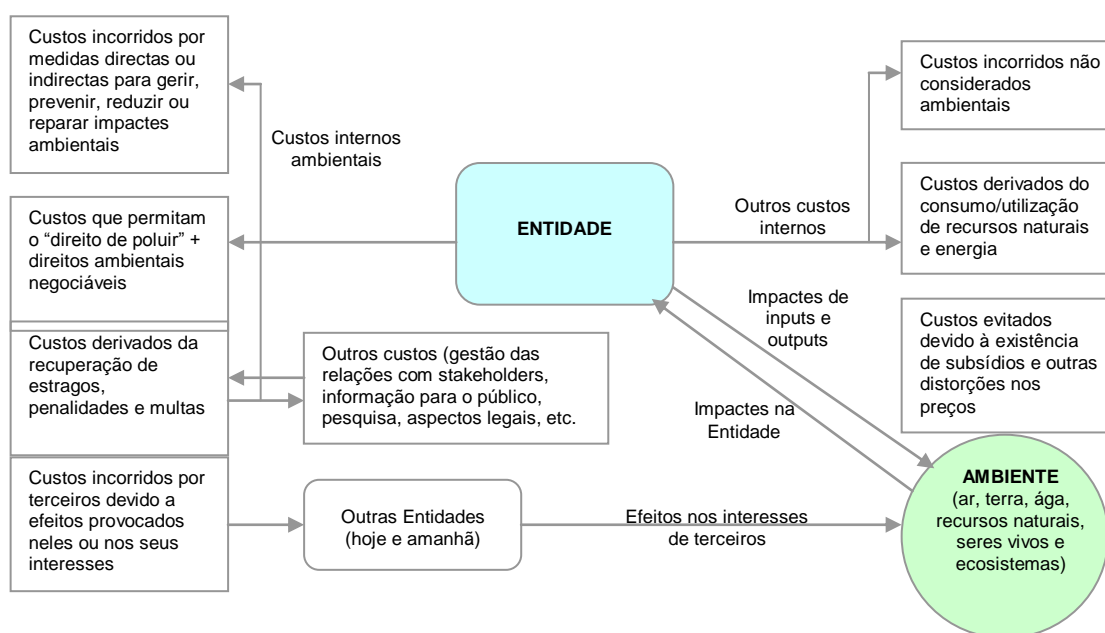 Custos incorridos por
medidas directas ou
indirectas para gerir,
prevenir, reduzir ou
reparar impactes
ambientais
Custos internos
ambientais
Custos que permitam
o “direito de poluir” +
direitos ambientais
negociáveis
Custos derivados da
recuperação de
estragos,
penalidades e multas
Outros custos (gestão das
relações com stakeholders,
informação para o público,
pesquisa, aspectos legais, etc.
Custos incorridos por
terceiros devido a
efeitos provocados
neles ou nos seus
interesses
Outras Entidades
(hoje e amanhã)
ENTIDADE
Outros custos
internos
Custos incorridos não
considerados
ambientais
Custos derivados do
consumo/utilização
de recursos naturais
e energia
Custos evitados
devido à existência
de subsídios e outras
distorções nos
preços
Impactes de
inputs e
outputs
Impactes na
Entidade
Efeitos nos interesses
de terceiros
AMBIENTE
(ar, terra, ága,
recursos naturais,
seres vivos e
ecosistemas)